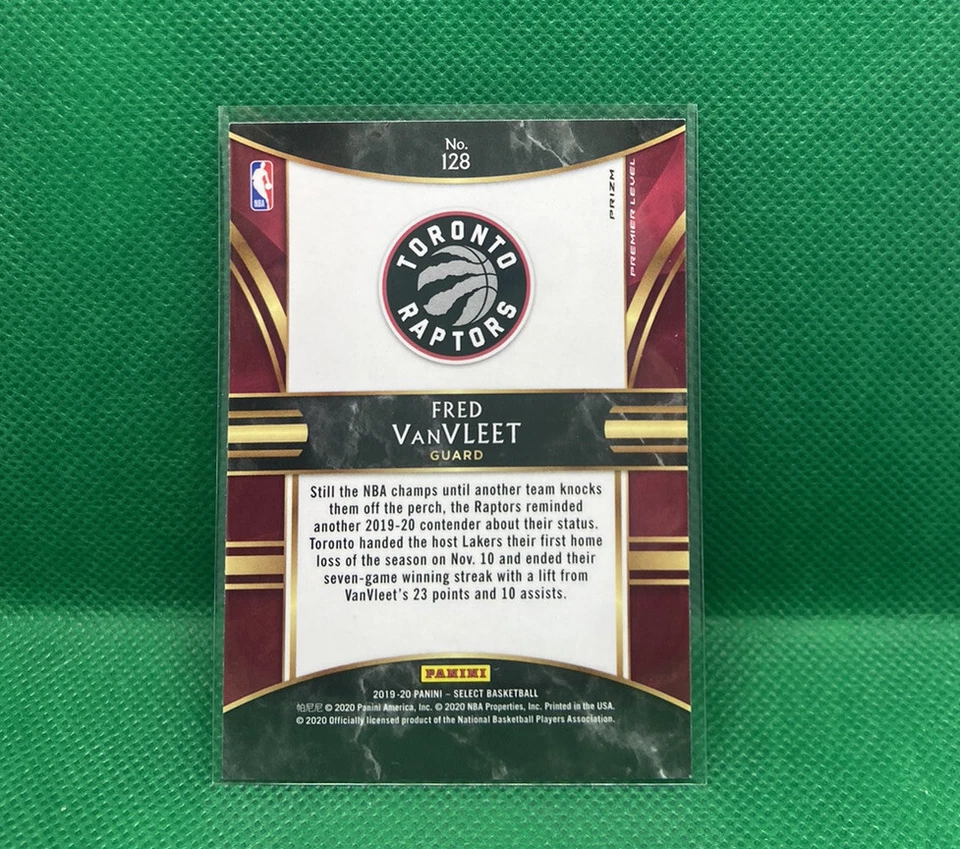 No.
128
NBA
PRIZM
PREMIER LEVEL
TORONTO
RAPTORS
FRED
VanVLEET
GUARD
Still the NBA champs until another team knocks
them off the perch, the Raptors reminded
another 2019-20 contender about their status.
Toronto handed the host Lakers their first home
loss of the season on Nov. 10 and ended their
seven-game winning streak with a lift from
VanVleet's 23 points and 10 assists.
PANINI
2019-20 PANINI – SELECT BASKETBALL
帕尼尼 © 2020 Panini America, Inc. © 2020 NBA Properties, Inc. Printed in the USA.
© 2020 Officially licensed product of the National Basketball Players Association.